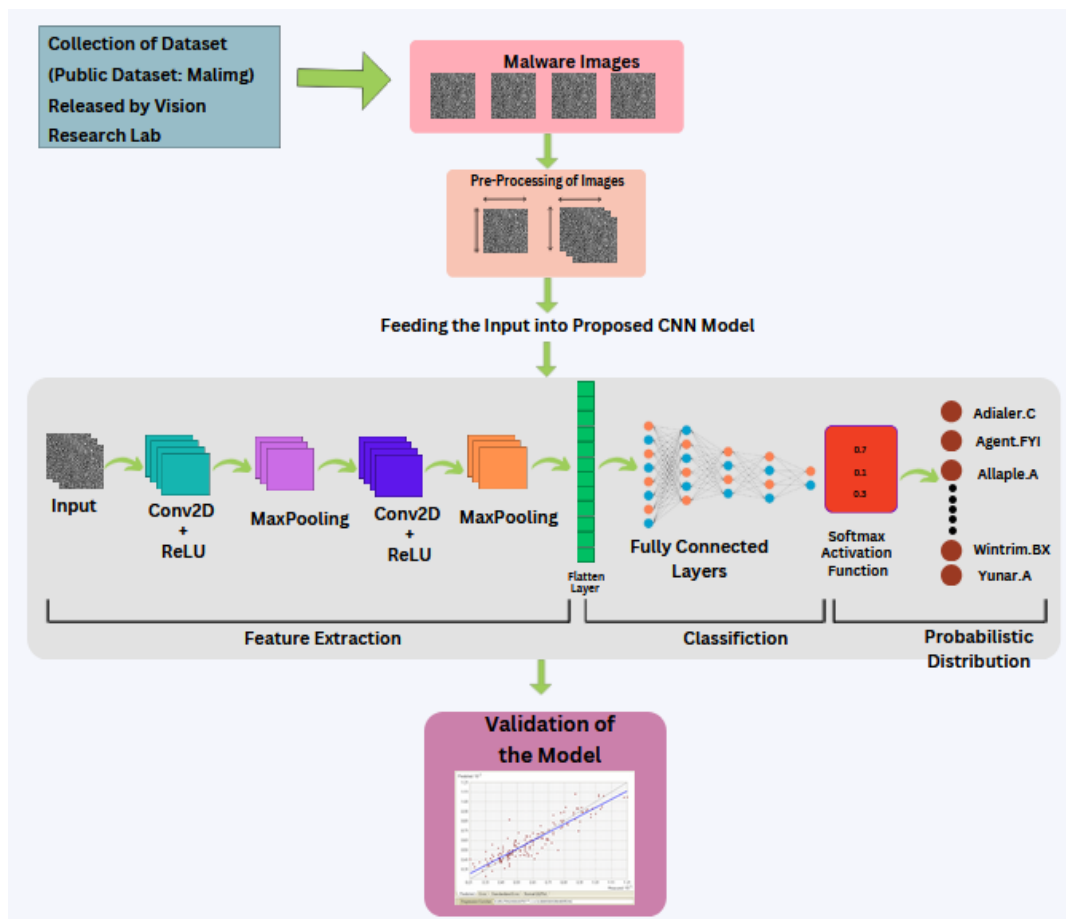 Collection of Dataset
(Public Dataset: Malimg)
Released by Vision
Research Lab
Malware Images
Pre-Processing of Images
Feeding the Input into Proposed CNN Model
Input
Conv2D
+
ReLU
MaxPooling
Conv2D
+
ReLU
MaxPooling
Flatten
Layer
Fully Connected
Layers
0.7
0.1
0.3
Softmax
Activation
Function
Adialer.C
Agent.FYI
Allaple.A
Wintrim.BX
Yunar.A
Feature Extraction
Classifiction
Probabilistic
Distribution
Validation of
the Model